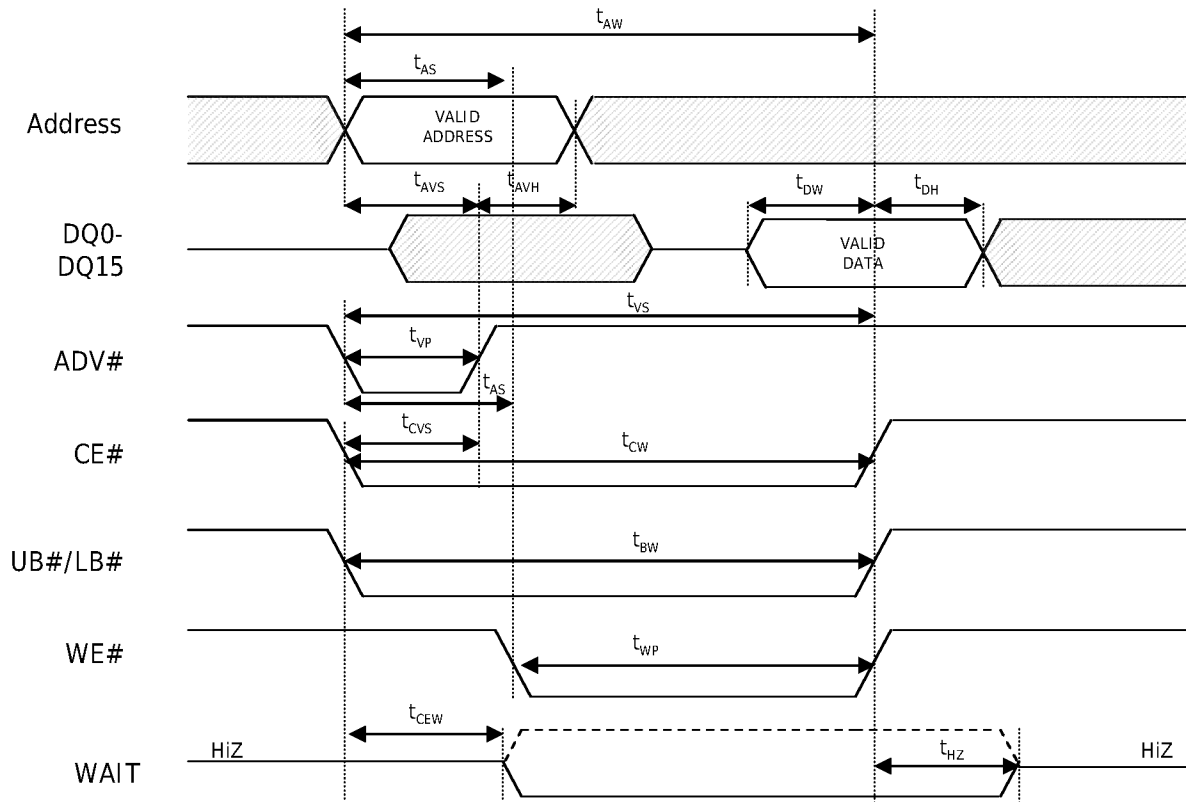 tAW
tAS
Address
VALID
ADDRESS
tAVS
tAVH
tDW
tDH
DQ0-
DQ15
VALID
DATA
tVS
ADV#
tVP
tAS
CE#
tCVS
tCW
UB#/LB#
tBW
WE#
tWP
tCEW
HiZ
tHZ
HiZ
WAIT